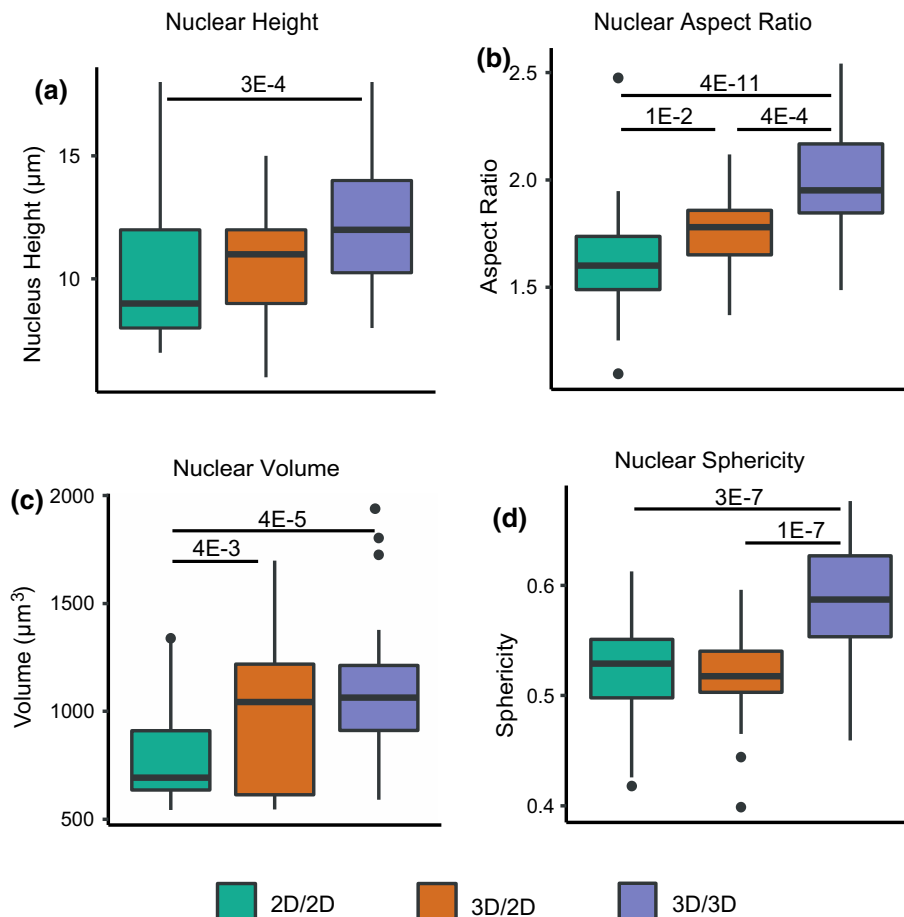 Nuclear Height
(a)
3E-4
15
10
Nucleus Height (μm)
Nuclear Aspect Ratio
(b)
2.5
4E-11
1E-2
4E-4
2.0
1.5
Aspect Ratio
Nuclear Volume
(c)
2000
4E-5
4E-3
1500
1000
500
Volume (μm³)
Nuclear Sphericity
(d)
3E-7
1E-7
0.6
0.5
0.4
Sphericity
2D/2D
3D/2D
3D/3D